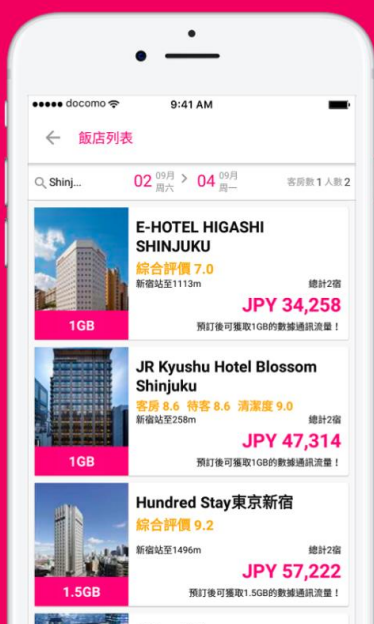 docomo 9:41 AM
飯店列表
Shinj... 02 09月 周六 > 04 09月 周一 客房數 1 人數 2
E-HOTEL HIGASHI
SHINJUKU
綜合評價 7.0
新宿站至1113m 總計2宿
JPY 34,258
1GB 預訂後可獲取1GB的數據通訊流量！
JR Kyushu Hotel Blossom
Shinjuku
客房 8.6 待客 8.6 清潔度 9.0
新宿站至258m 總計2宿
JPY 47,314
1GB 預訂後可獲取1GB的數據通訊流量！
Hundred Stay東京新宿
綜合評價 9.2
新宿站至1496m 總計2宿
JPY 57,222
1.5GB 預訂後可獲取1.5GB的數據通訊流量！